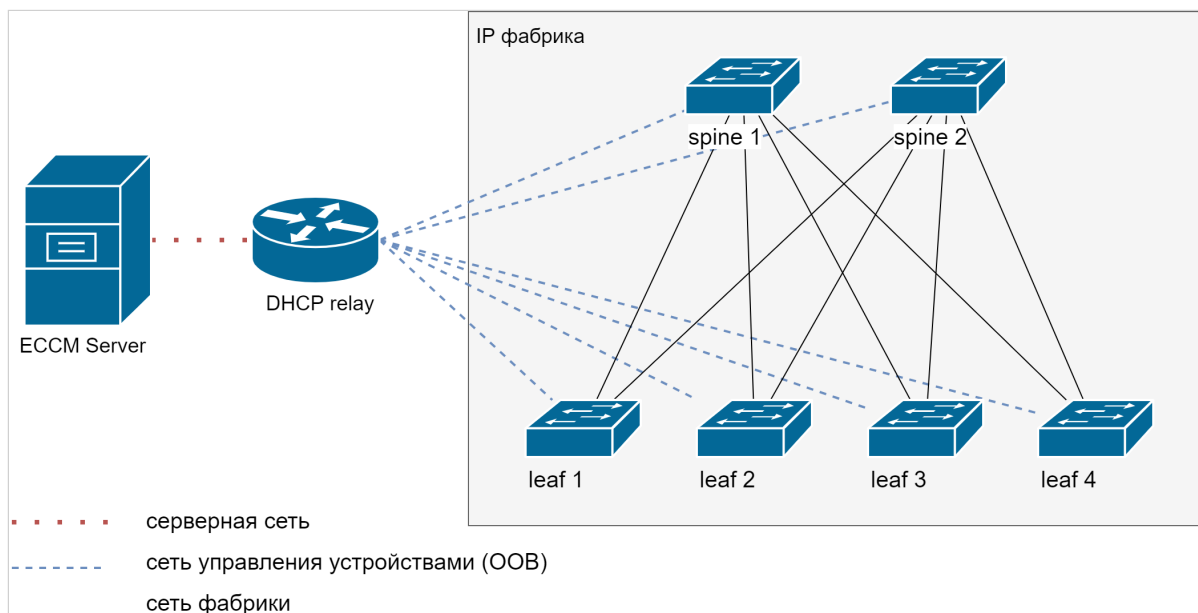 IP фабрика
spine 1
spine 2
ECCM Server
DHCP relay
leaf 1
leaf 2
leaf 3
leaf 4
серверная сеть
сеть управления устройствами (OOB)
сеть фабрики